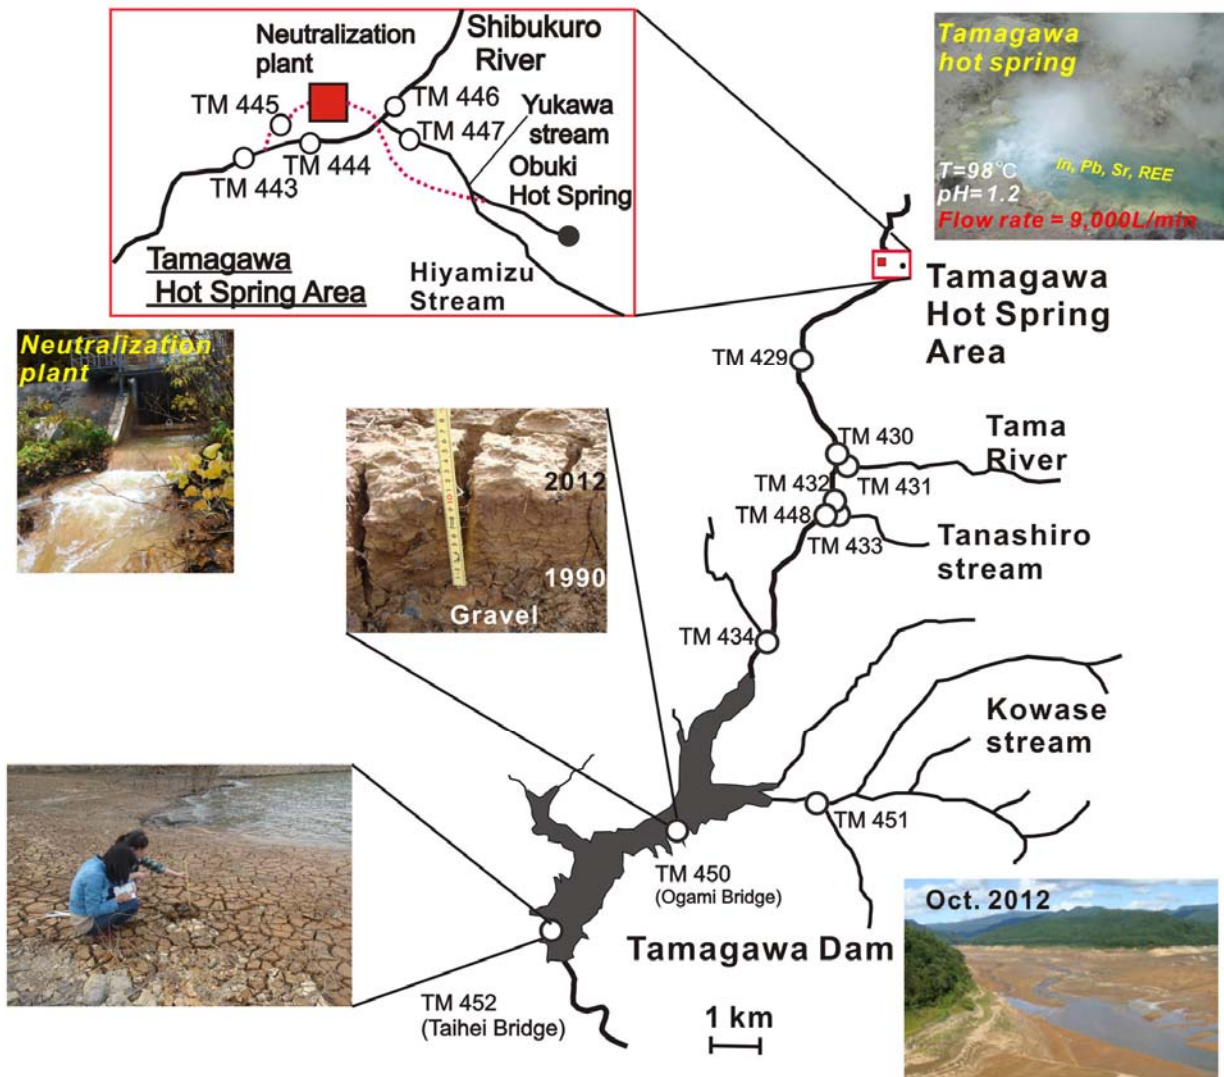 Neutralization
plant
Shibukuro
River
TM 445
TM 446
Yukawa
stream
TM 447
Obuki
Hot Spring
TM 444
TM 443
Tamagawa
Hot Spring Area
Hiyamizu
Stream
Tamagawa
hot spring
In, Pb, Sr, REE
T=98℃
pH=1.2
Flow rate = 9,000L/min
Tamagawa
Hot Spring
Area
Neutralization
plant
TM 429
TM 430
Tama
River
TM 431
TM 432
TM 448
TM 433
Tanashiro
stream
2012
1990
Gravel
TM 434
Kowase
stream
TM 451
TM 450
(Ogami Bridge)
Oct. 2012
Tamagawa Dam
TM 452
(Taihei Bridge)
1 km